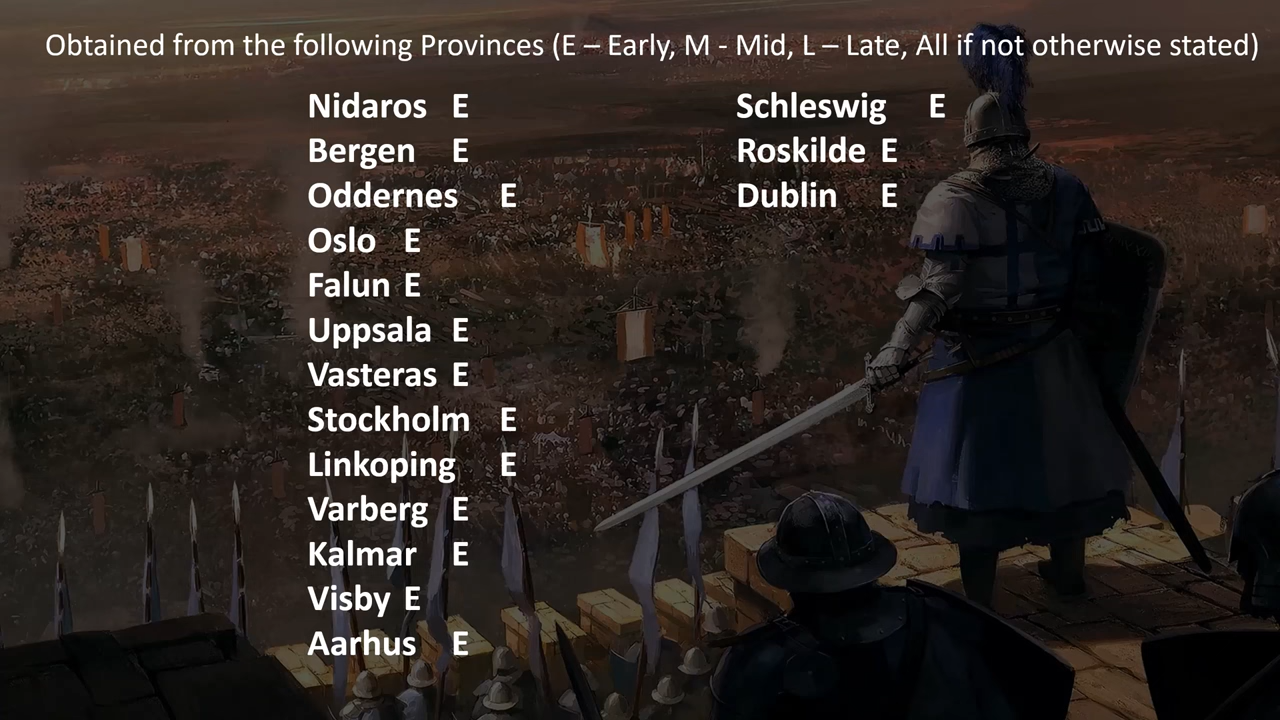 Obtained from the following Provinces (E – Early, M - Mid, L – Late, All if not otherwise stated)
Nidaros E
Bergen E
Oddernes E
Oslo E
Falun E
Uppsala E
Vasteras E
Stockholm E
Linkoping E
Varberg E
Kalmar E
Visby E
Aarhus E
Schleswig E
Roskilde E
Dublin E